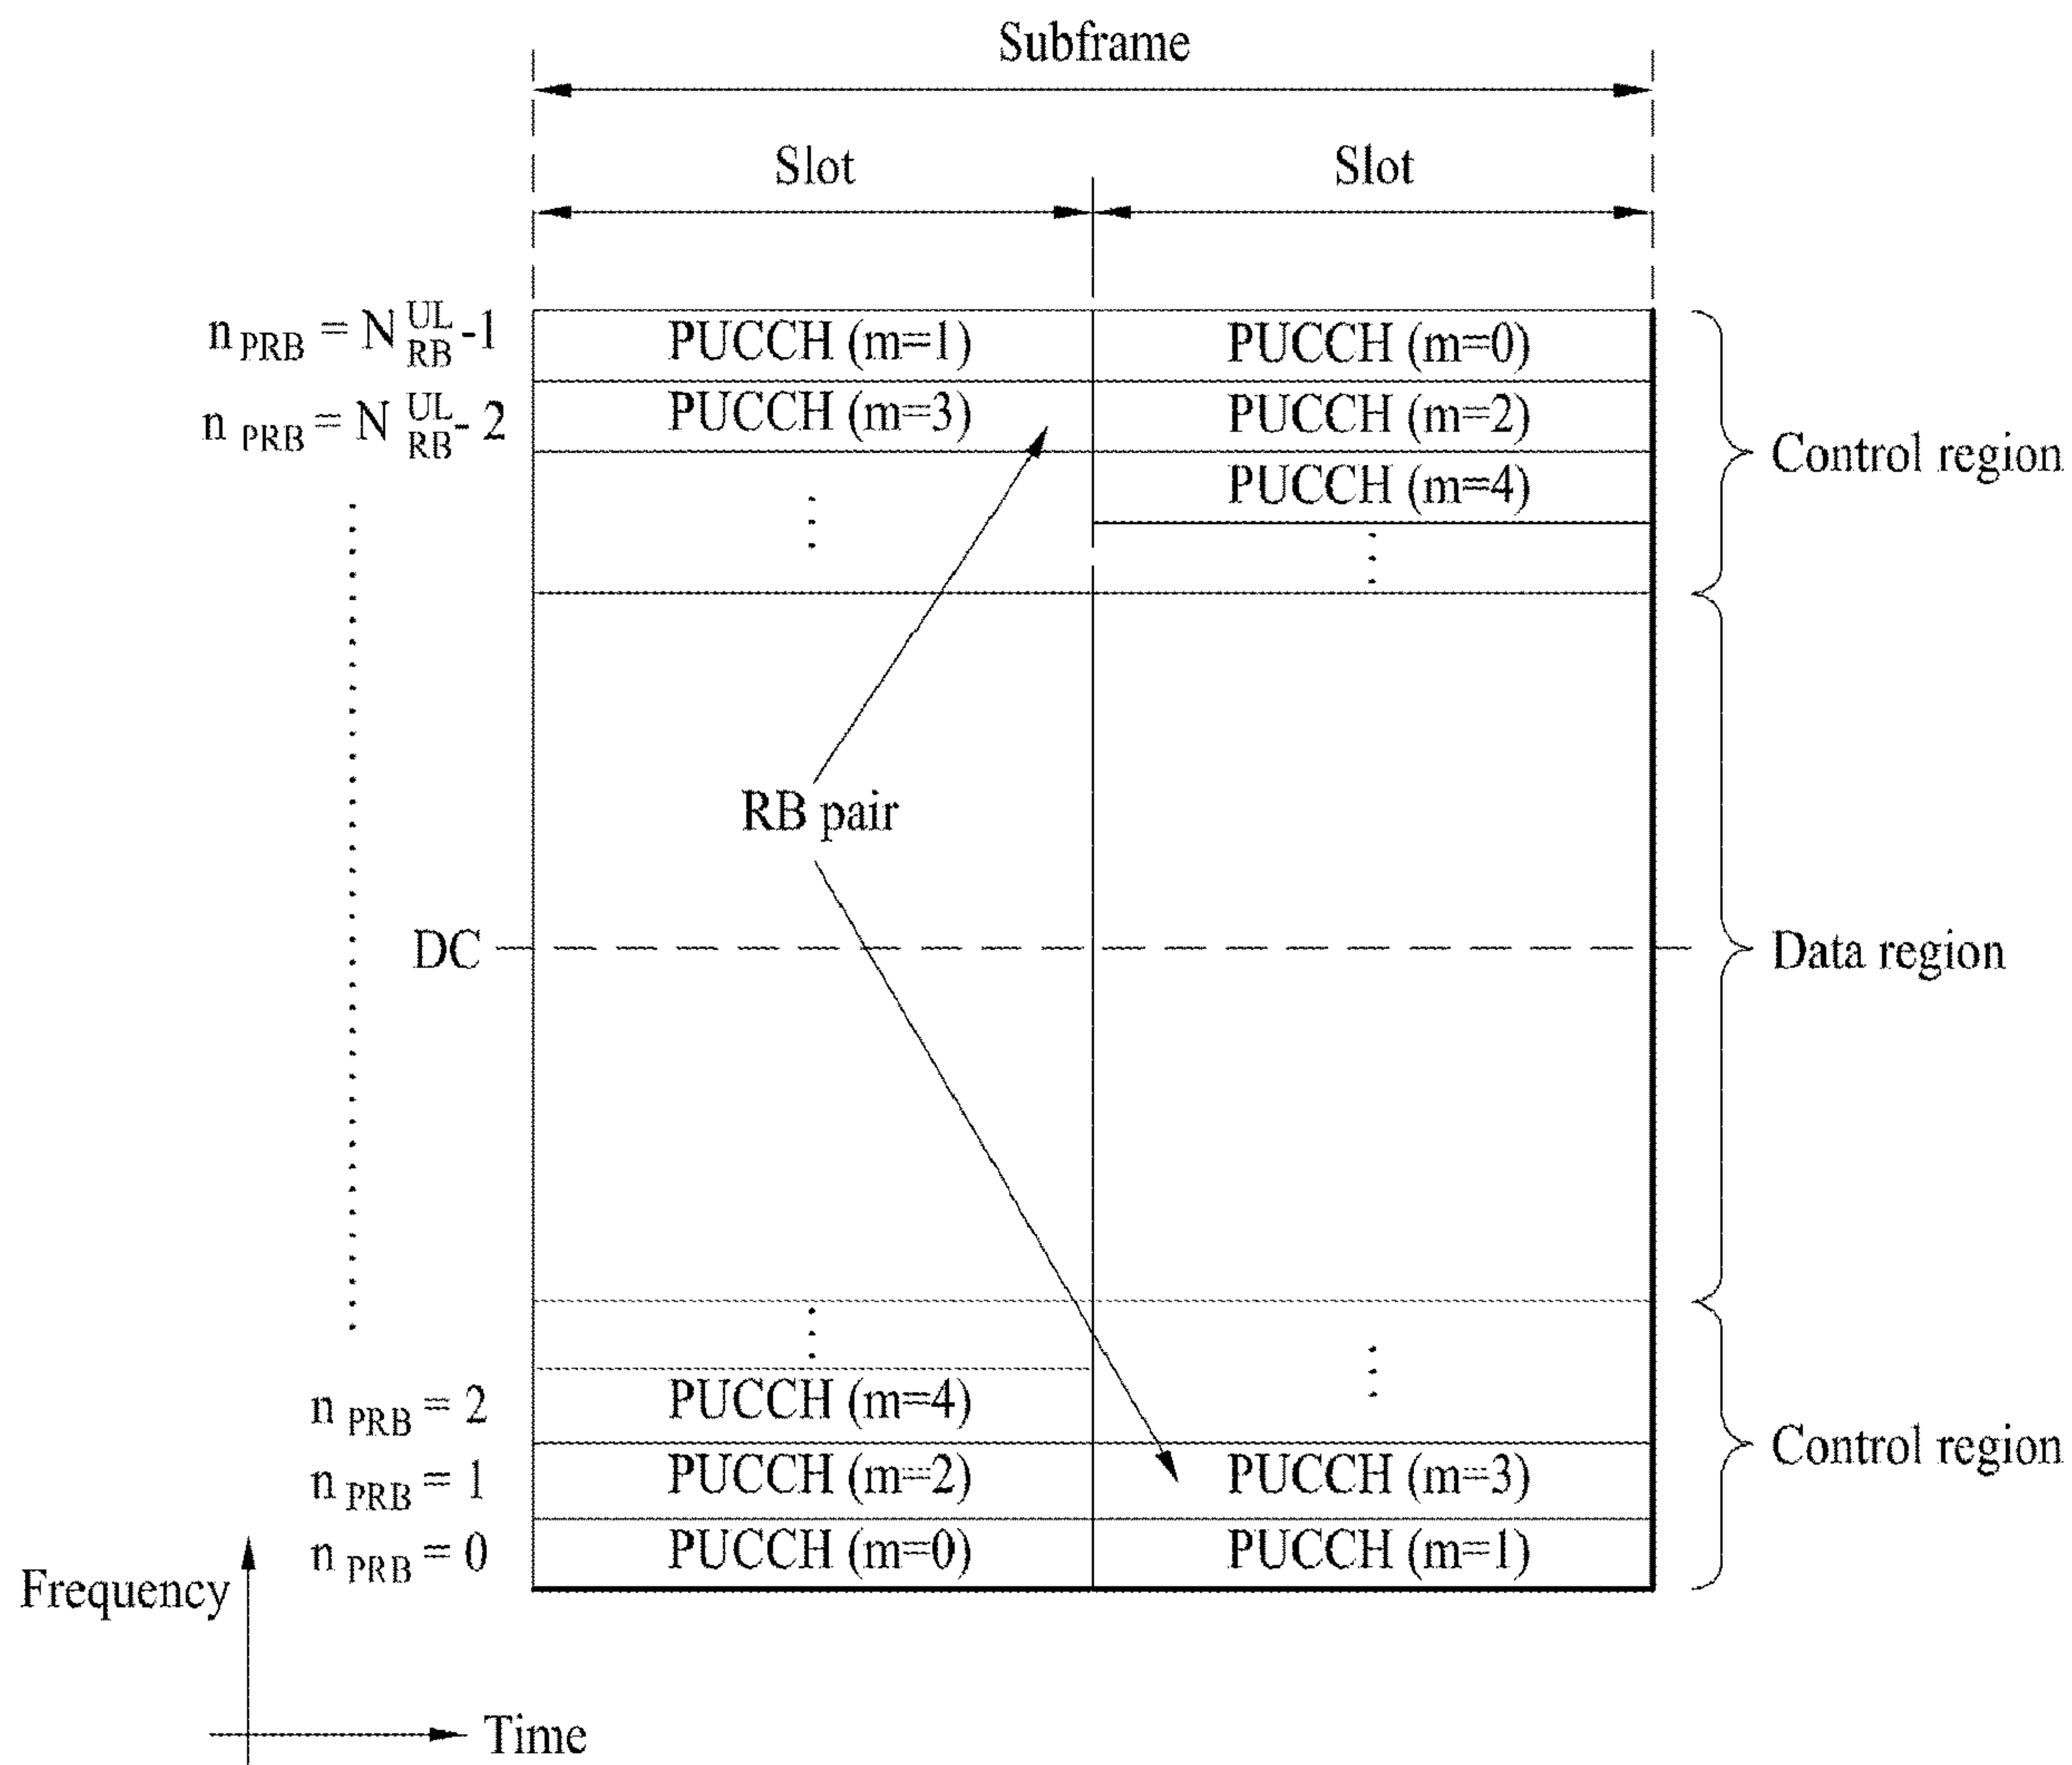 Subframe
Slot Slot
n PRB = N UL RB -1 PUCCH (m=1) PUCCH (m=0)
n PRB = N UL RB - 2 PUCCH (m=3) PUCCH (m=2)
PUCCH (m=4)
Control region
RB pair
DC
Data region
n PRB = 2 PUCCH (m=4)
Control region
n PRB = 1 PUCCH (m=2) PUCCH (m=3)
n PRB = 0 PUCCH (m=0) PUCCH (m=1)
Frequency
Time